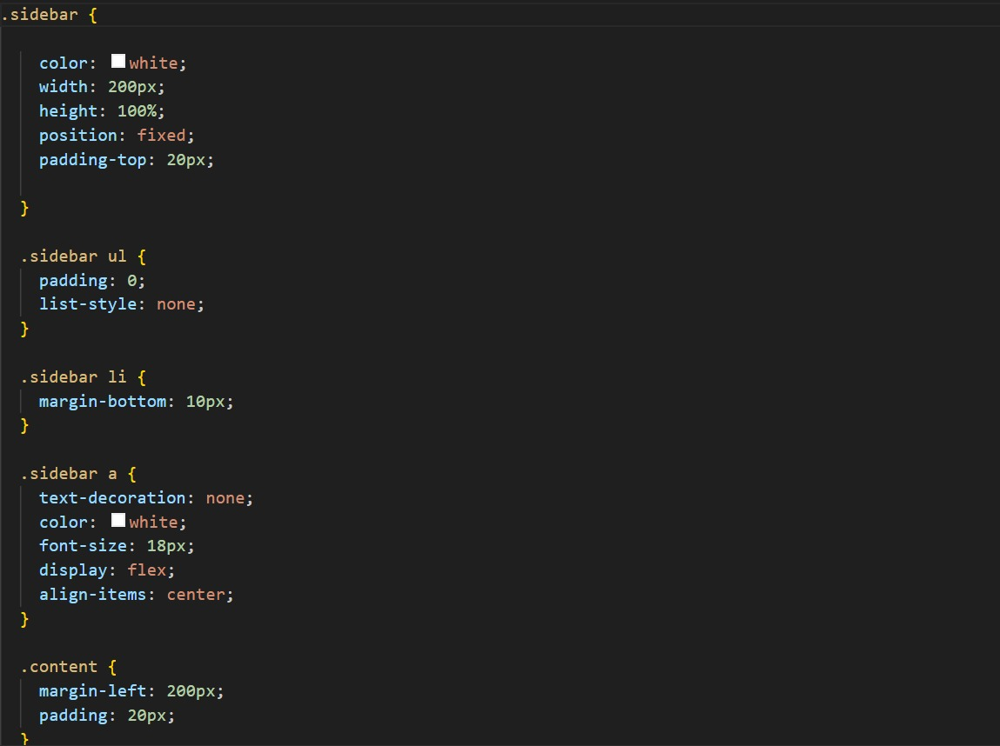 .sidebar {
color: white;
width: 200px;
height: 100%;
position: fixed;
padding-top: 20px;
}
.sidebar ul {
padding: 0;
list-style: none;
}
.sidebar li {
margin-bottom: 10px;
}
.sidebar a {
text-decoration: none;
color: white;
font-size: 18px;
display: flex;
align-items: center;
}
.content {
margin-left: 200px;
padding: 20px;
}